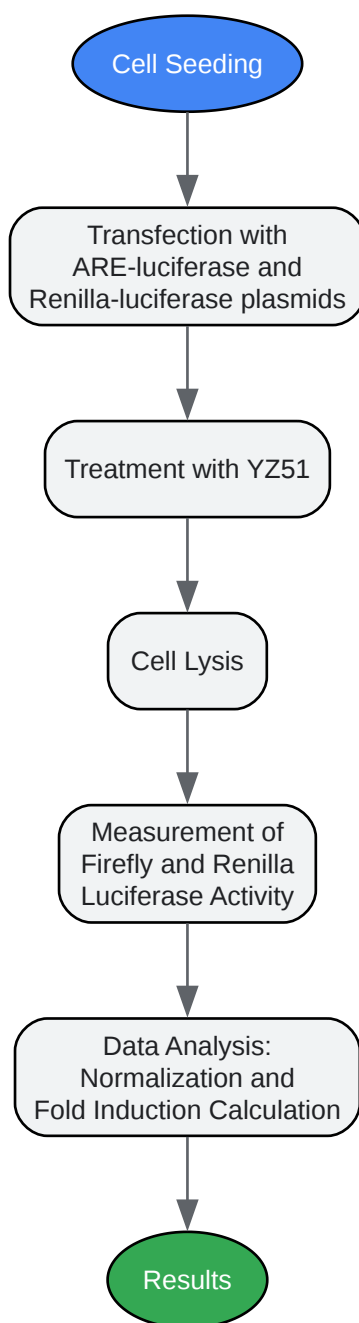 Cell Seeding
Transfection with
ARE-luciferase and
Renilla-luciferase plasmids
Treatment with YZ51
Cell Lysis
Measurement of
Firefly and Renilla
Luciferase Activity
Data Analysis:
Normalization and
Fold Induction Calculation
Results